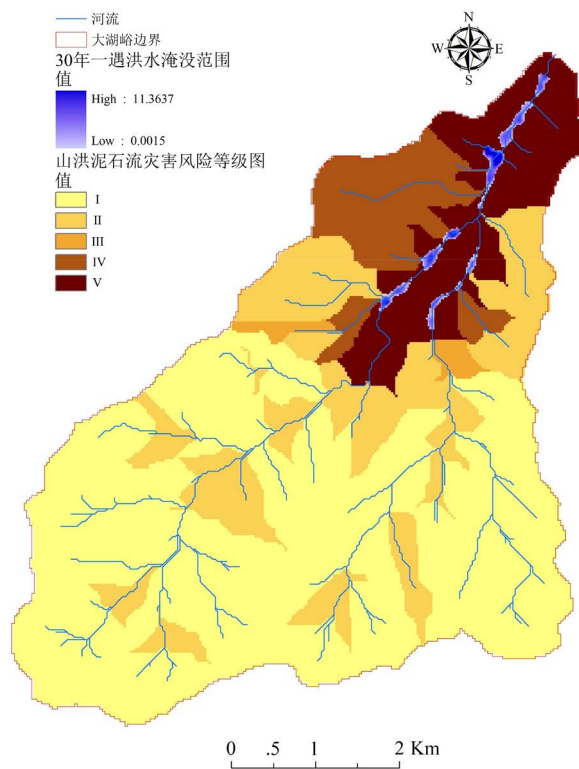 河流
大湖峪边界
30年一遇洪水淹没范围
值
High : 11.3637
Low : 0.0015
山洪泥石流灾害风险等级图
值
I
II
III
IV
V
N
W E
S
0 .5 1 2 Km